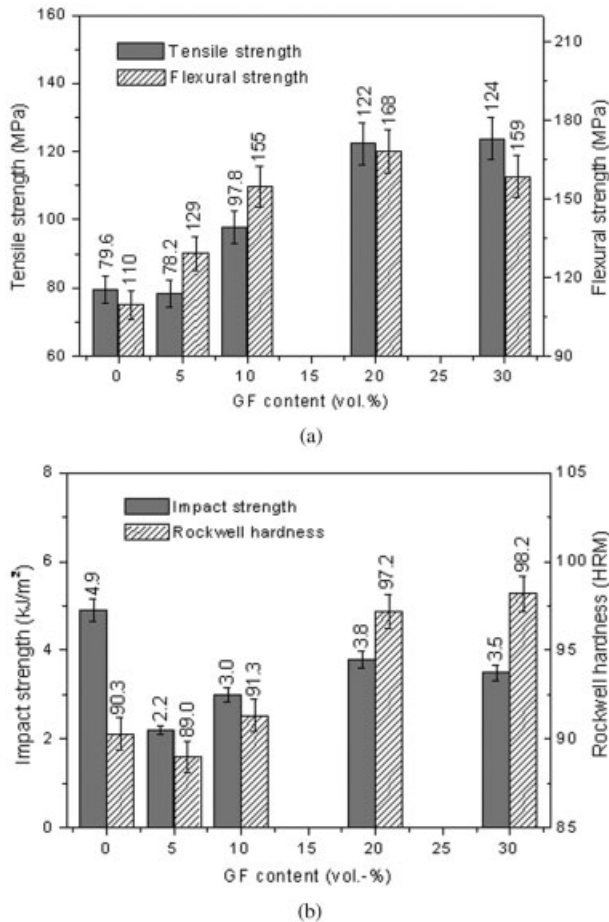 160
140
120
100
80
60
Tensile strength (MPa)
Tensile strength
Flexural strength
79.6
110
78.2
129
97.8
155
122
168
124
159
210
180
150
120
90
Flexural strength (MPa)
0 5 10 15 20 25 30
GF content (vol.%)
(a)
8
6
4
2
0
Impact strength (kJ/m²)
Impact strength
Rockwell hardness
4.9
90.3
2.2
89.0
3.0
91.3
3.8
97.2
3.5
98.2
105
100
95
90
85
Rockwell hardness (HRM)
0 5 10 15 20 25 30
GF content (vol.-%)
(b)